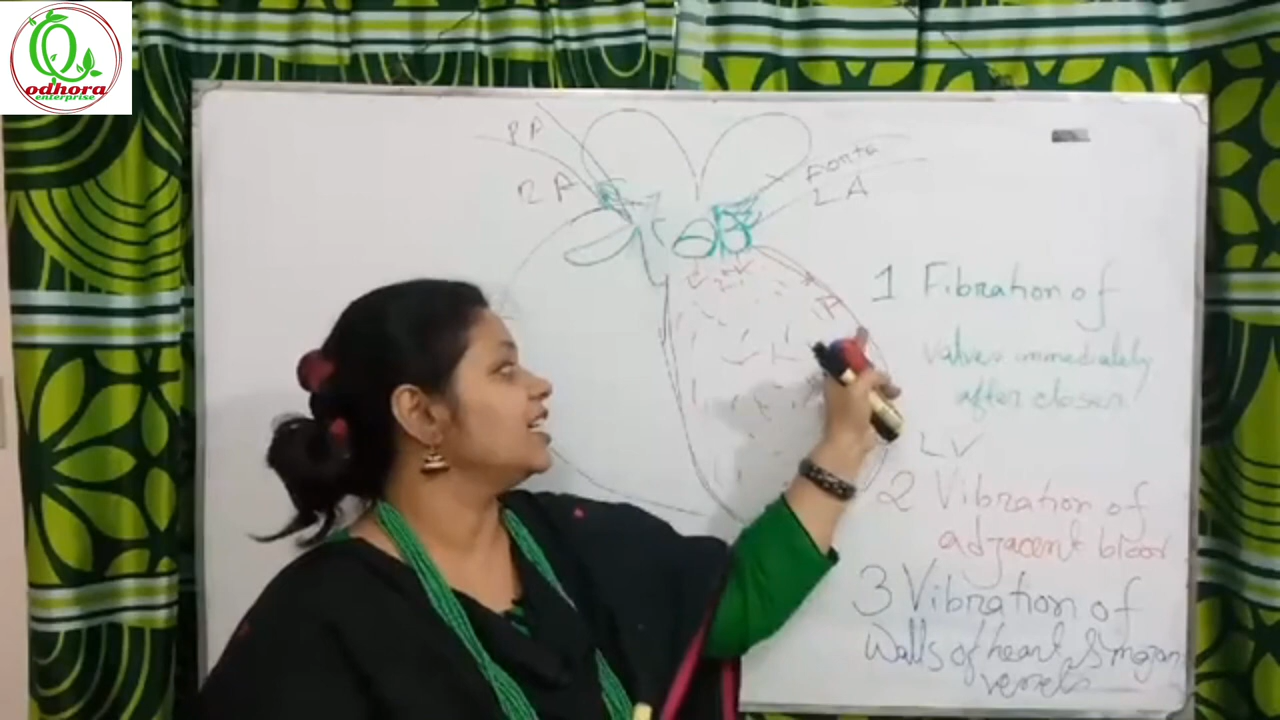 odhora
enterprise
PA
RA
Aorta
LA
1 Fibration of
valves immediately
after closer
LV
2 Vibration of
adjacent blood
3 Vibration of
Walls of heart & major
vessels